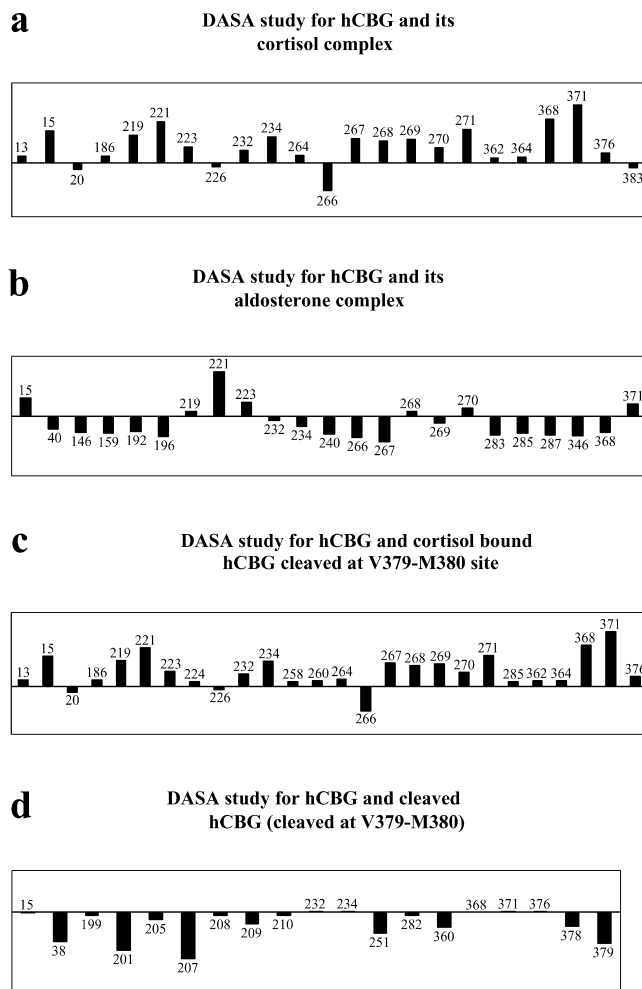 a
DASA study for hCBG and its
cortisol complex
13 15 20 186 219 221 223 226 232 234 264 266 267 268 269 270 271 362 364 368 371 376 383
b
DASA study for hCBG and its
aldosterone complex
15 40 146 159 192 196 219 221 223 232 234 240 266 267 268 269 270 283 285 287 346 368 371
c
DASA study for hCBG and cortisol bound
hCBG cleaved at V379-M380 site
13 15 20 186 219 221 223 224 226 232 234 258 260 264 266 267 268 269 270 271 285 362 364 368 371 376
d
DASA study for hCBG and cleaved
hCBG (cleaved at V379-M380)
15 38 199 201 205 207 208 209 210 232 234 251 282 360 368 371 376 378 379